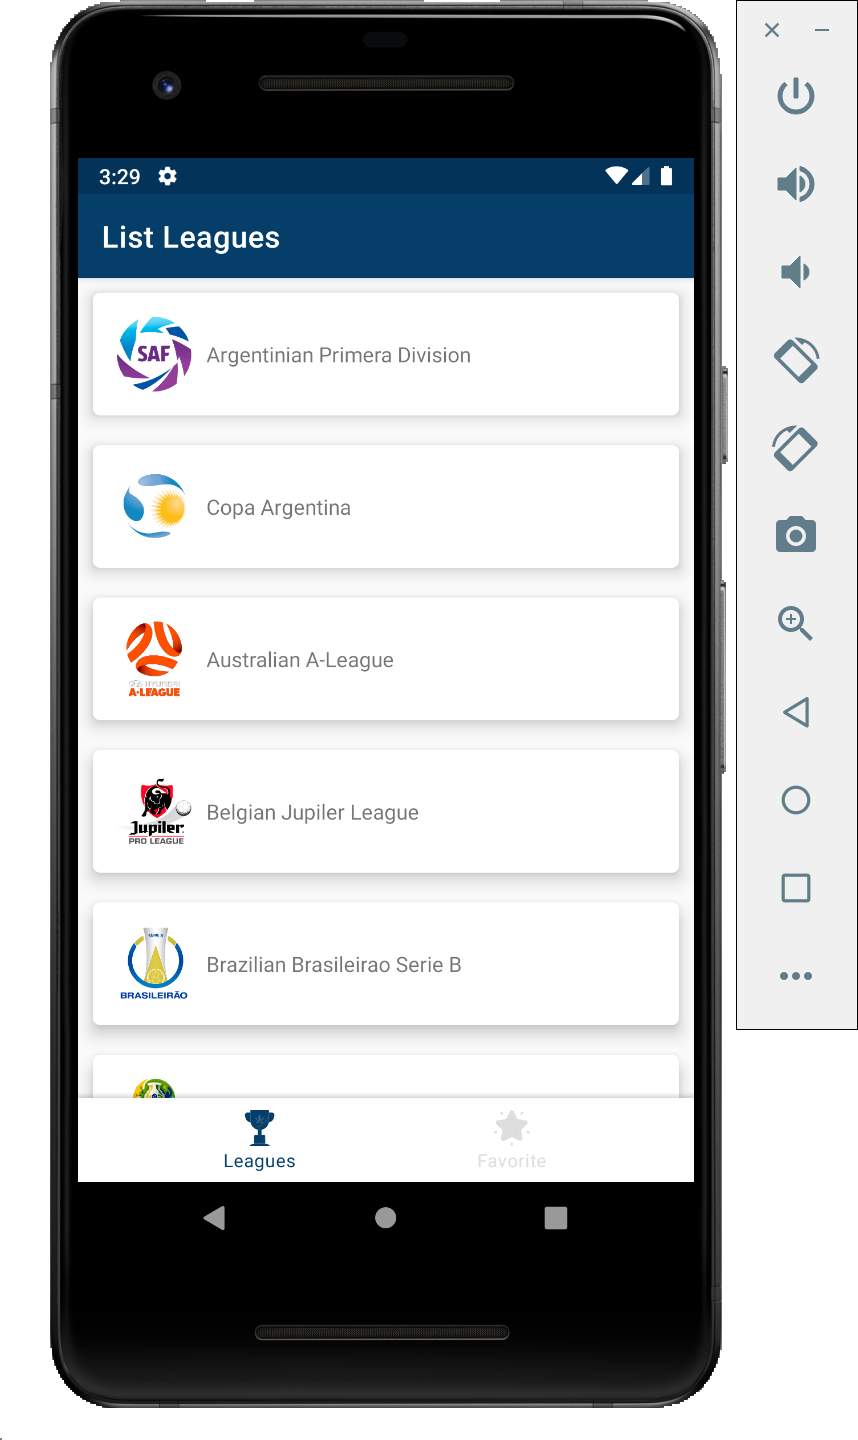 3:29
List Leagues
SAF
Argentinian Primera Division
Copa Argentina
A-LEAGUE
Australian A-League
Jupiler
PRO LEAGUE
Belgian Jupiler League
BRASILEIRÃO
Brazilian Brasileirao Serie B
Leagues
Favorite